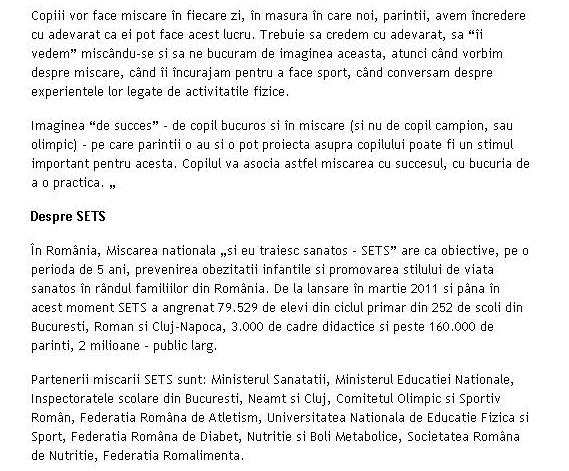 Copiii vor face miscare în fiecare zi, în masura în care noi, parintii, avem încredere
cu adevarat ca ei pot face acest lucru. Trebuie sa credem cu adevarat, sa “îi
vedem” miscându-se si sa ne bucuram de imaginea aceasta, atunci când vorbim
despre miscare, când îi încurajam pentru a face sport, când conversam despre
experientele lor legate de activitatile fizice.
Imaginea “de succes” - de copil bucuros si în miscare (si nu de copil campion, sau
olimpic) - pe care parintii o au si o pot proiecta asupra copilului poate fi un stimul
important pentru acesta. Copilul va asocia astfel miscarea cu succesul, cu bucuria de
a o practica. „
Despre SETS
În România, Miscarea nationala „si eu traiesc sanatos - SETS” are ca obiective, pe o
perioda de 5 ani, prevenirea obezitatii infantile si promovarea stilului de viata
sanatos în rândul familiilor din România. De la lansare în martie 2011 si pâna în
acest moment SETS a angrenat 79.529 de elevi din ciclul primar din 252 de scoli din
Bucuresti, Roman si Cluj-Napoca, 3.000 de cadre didactice si peste 160.000 de
parinti, 2 milioane - public larg.
Partenerii miscarii SETS sunt: Ministerul Sanatatii, Ministerul Educatiei Nationale,
Inspectoratele scolare din Bucuresti, Neamt si Cluj, Comitetul Olimpic si Sportiv
Român, Federatia Româna de Atletism, Universitatea Nationala de Educatie Fizica si
Sport, Federatia Româna de Diabet, Nutritie si Boli Metabolice, Societatea Româna
de Nutritie, Federatia Romalimenta.